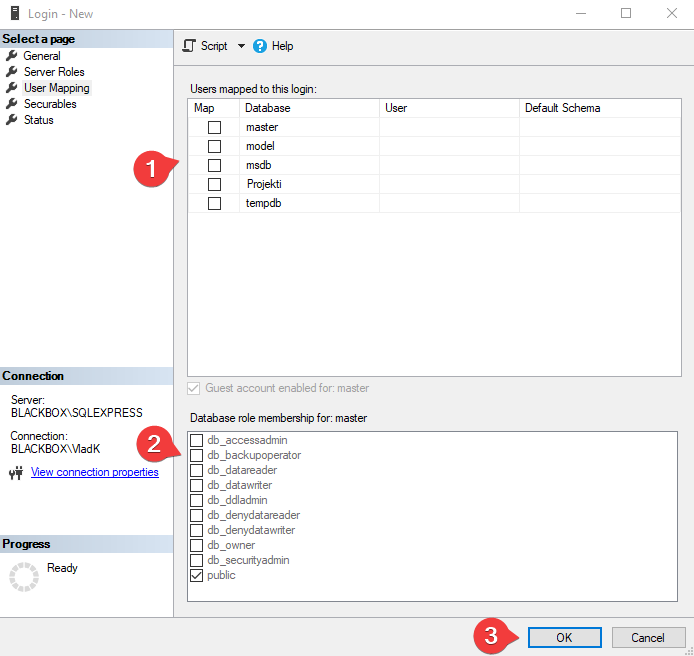 Login - New
Select a page
General
Server Roles
User Mapping
Securables
Status
Script Help
Users mapped to this login:
Map Database User Default Schema
master
model
msdb
Projekti
tempdb
1
Guest account enabled for: master
Connection
Server:
BLACKBOX\SQLEXPRESS
Connection:
BLACKBOX\VladK
View connection properties
Database role membership for: master
2
db_accessadmin
db_backupoperator
db_datareader
db_datawriter
db_ddladmin
db_denydatareader
db_denydatawriter
db_owner
db_securityadmin
public
Progress
Ready
3
OK Cancel